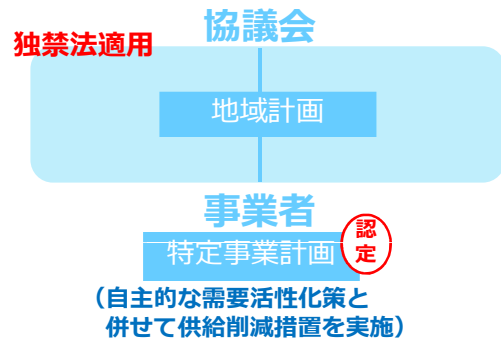 協議会
独禁法適用
地域計画
事業者
認定
特定事業計画
（自主的な需要活性化策と
併せて供給削減措置を実施）